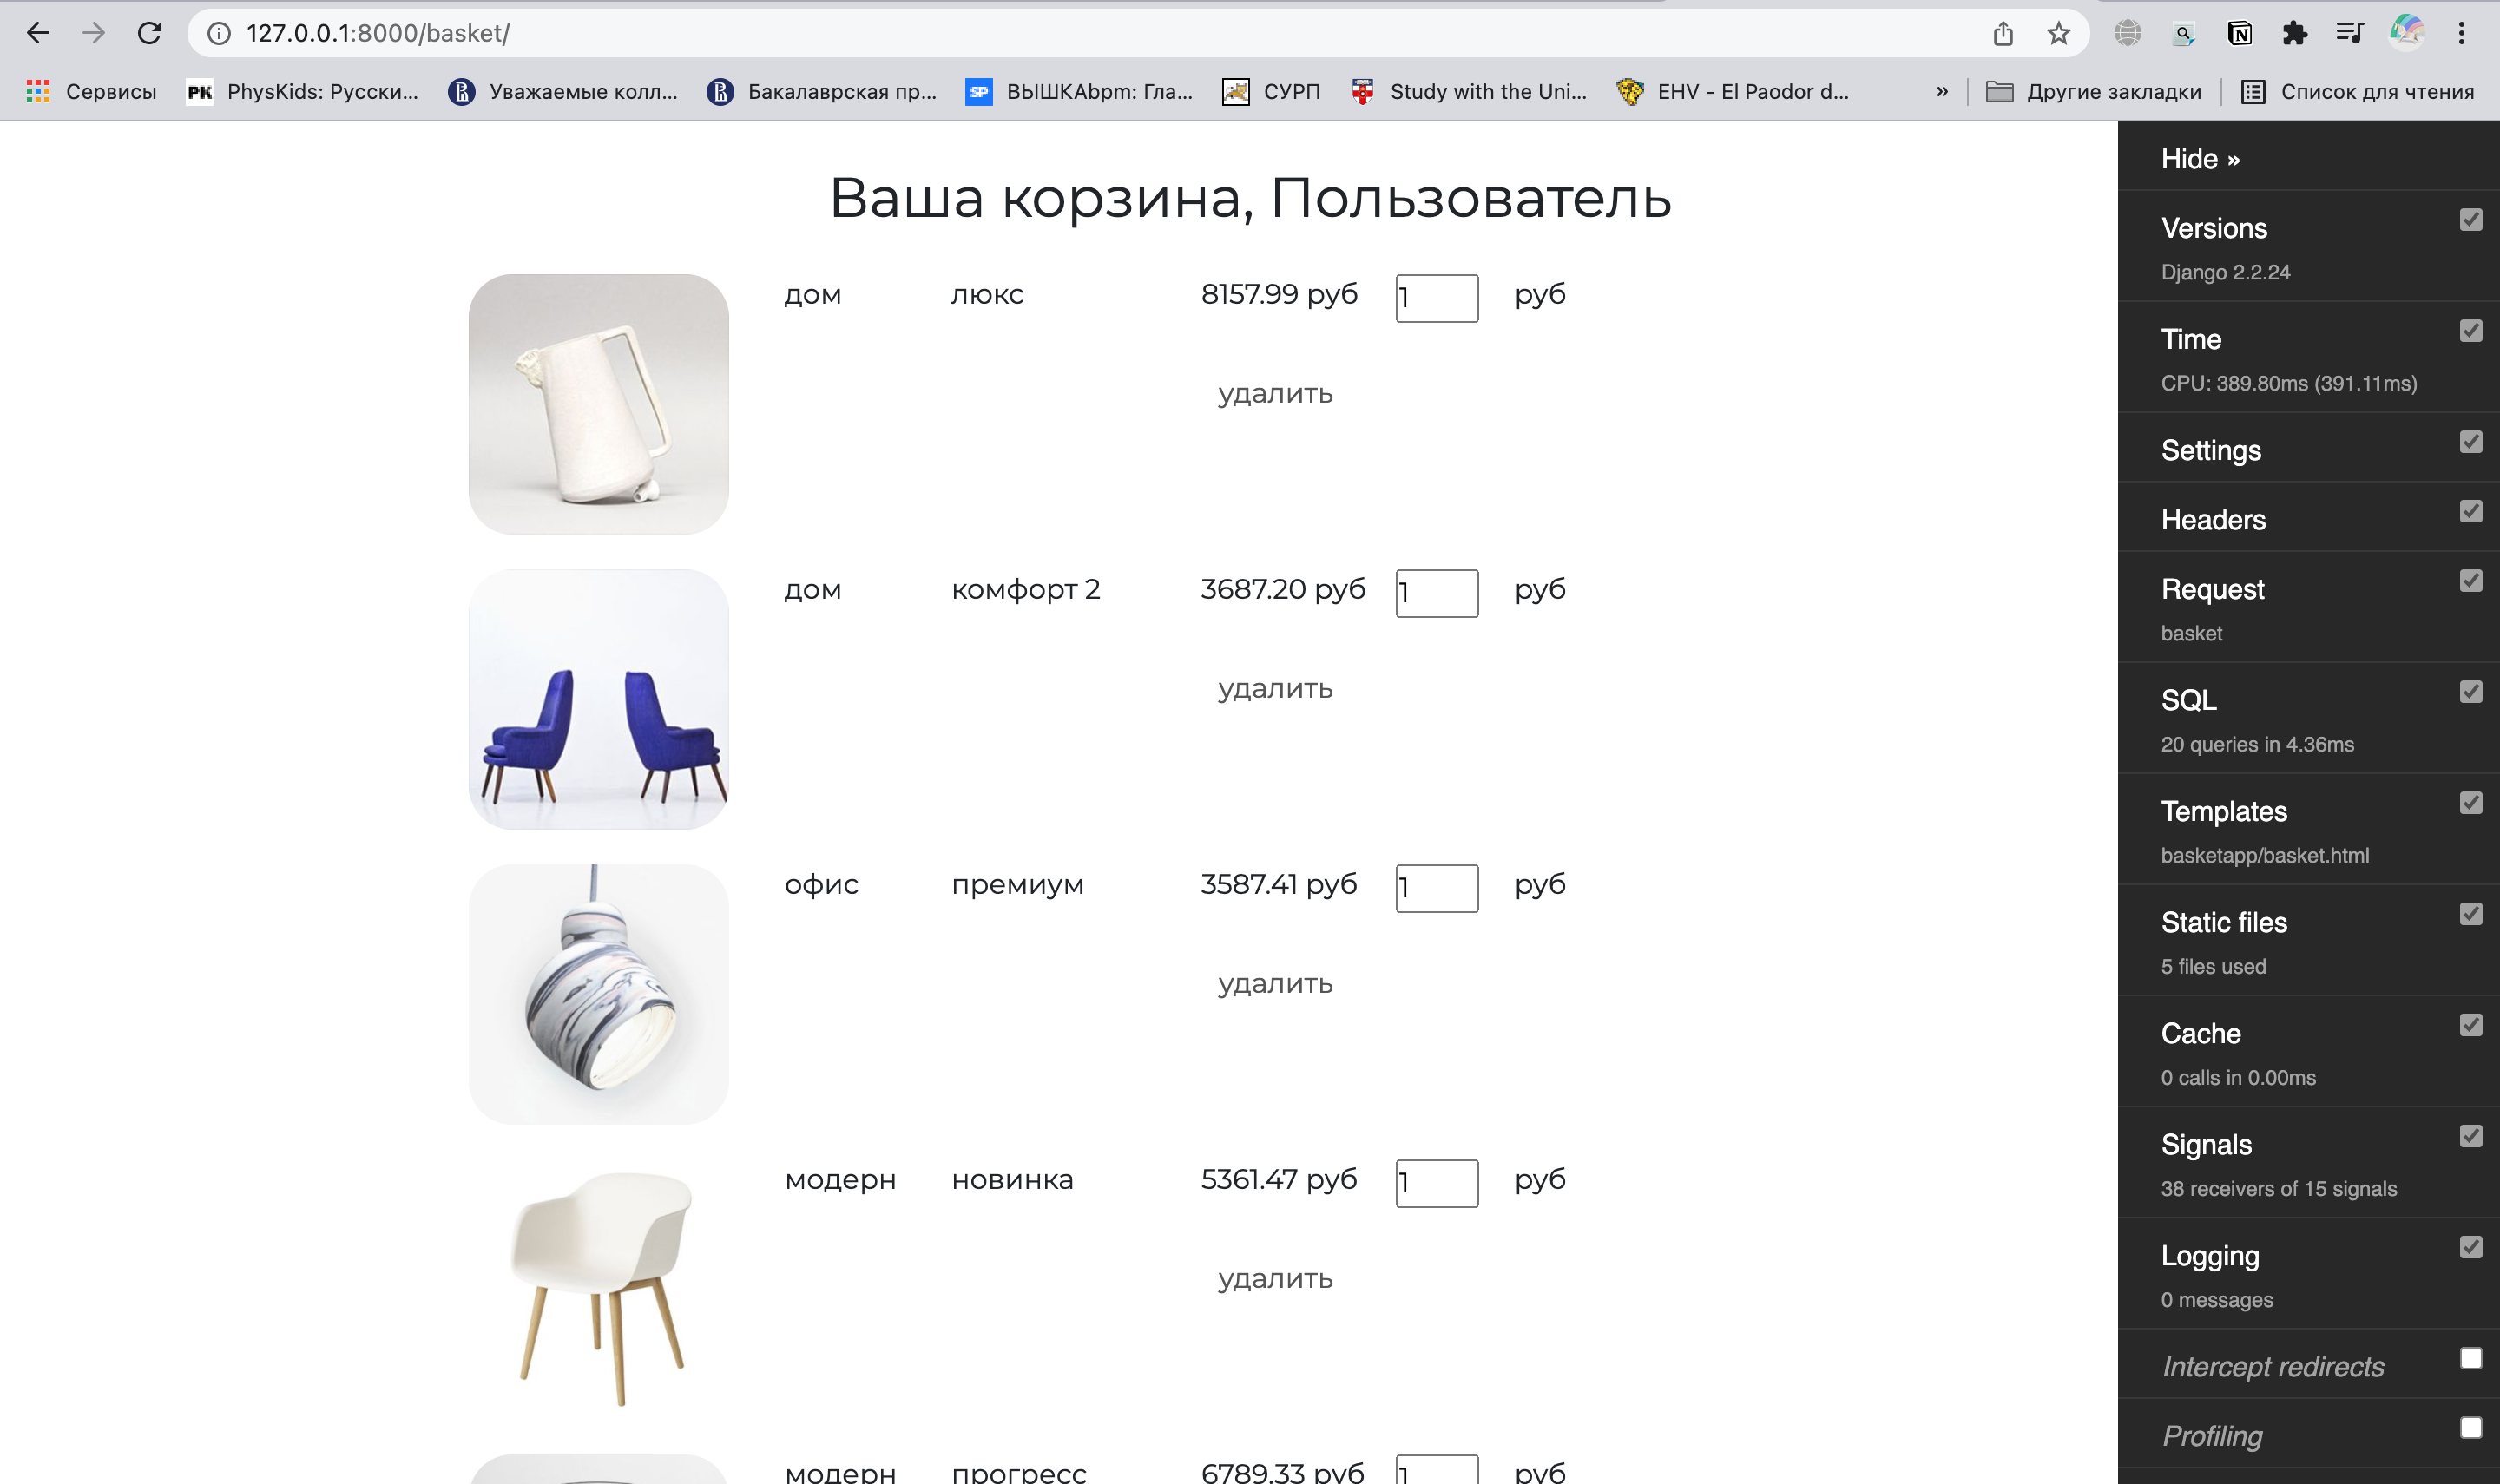 127.0.0.1:8000/basket/
Сервисы
PhysKids: Русски...
Уважаемые колл...
Бакалаврская пр...
ВЫШКАbpm: Гла...
СУРП
Study with the Uni...
EHV - El Paodor d...
»
Другие закладки
Список для чтения
Ваша корзина, Пользователь
дом люкс 8157.99 руб 1 руб
удалить
дом комфорт 2 3687.20 руб 1 руб
удалить
офис премиум 3587.41 руб 1 руб
удалить
модерн новинка 5361.47 руб 1 руб
удалить
модерн прогресс 6789.33 руб 1 руб
Hide »
Versions
Django 2.2.24
Time
CPU: 389.80ms (391.11ms)
Settings
Headers
Request
basket
SQL
20 queries in 4.36ms
Templates
basketapp/basket.html
Static files
5 files used
Cache
0 calls in 0.00ms
Signals
38 receivers of 15 signals
Logging
0 messages
Intercept redirects
Profiling